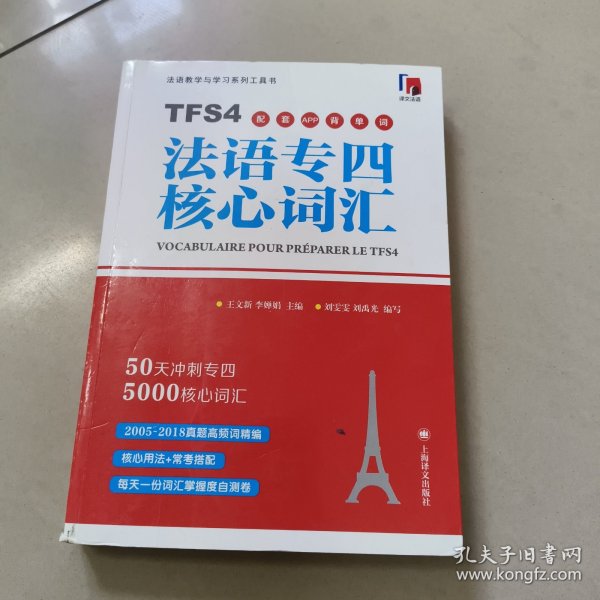 法语教学与学习系列工具书
译文法语
TFS4 配套APP背单词
法语专四
核心词汇
VOCABULAIRE POUR PRÉPARER LE TFS4
王文新 李婵娟 主编 刘雯雯 刘禹光 编写
50天冲刺专四
5000核心词汇
2005-2018真题高频词精编
核心用法+常考搭配
每天一份词汇掌握度自测卷
上海译文出版社
孔夫子旧书网
www.kongfz.com